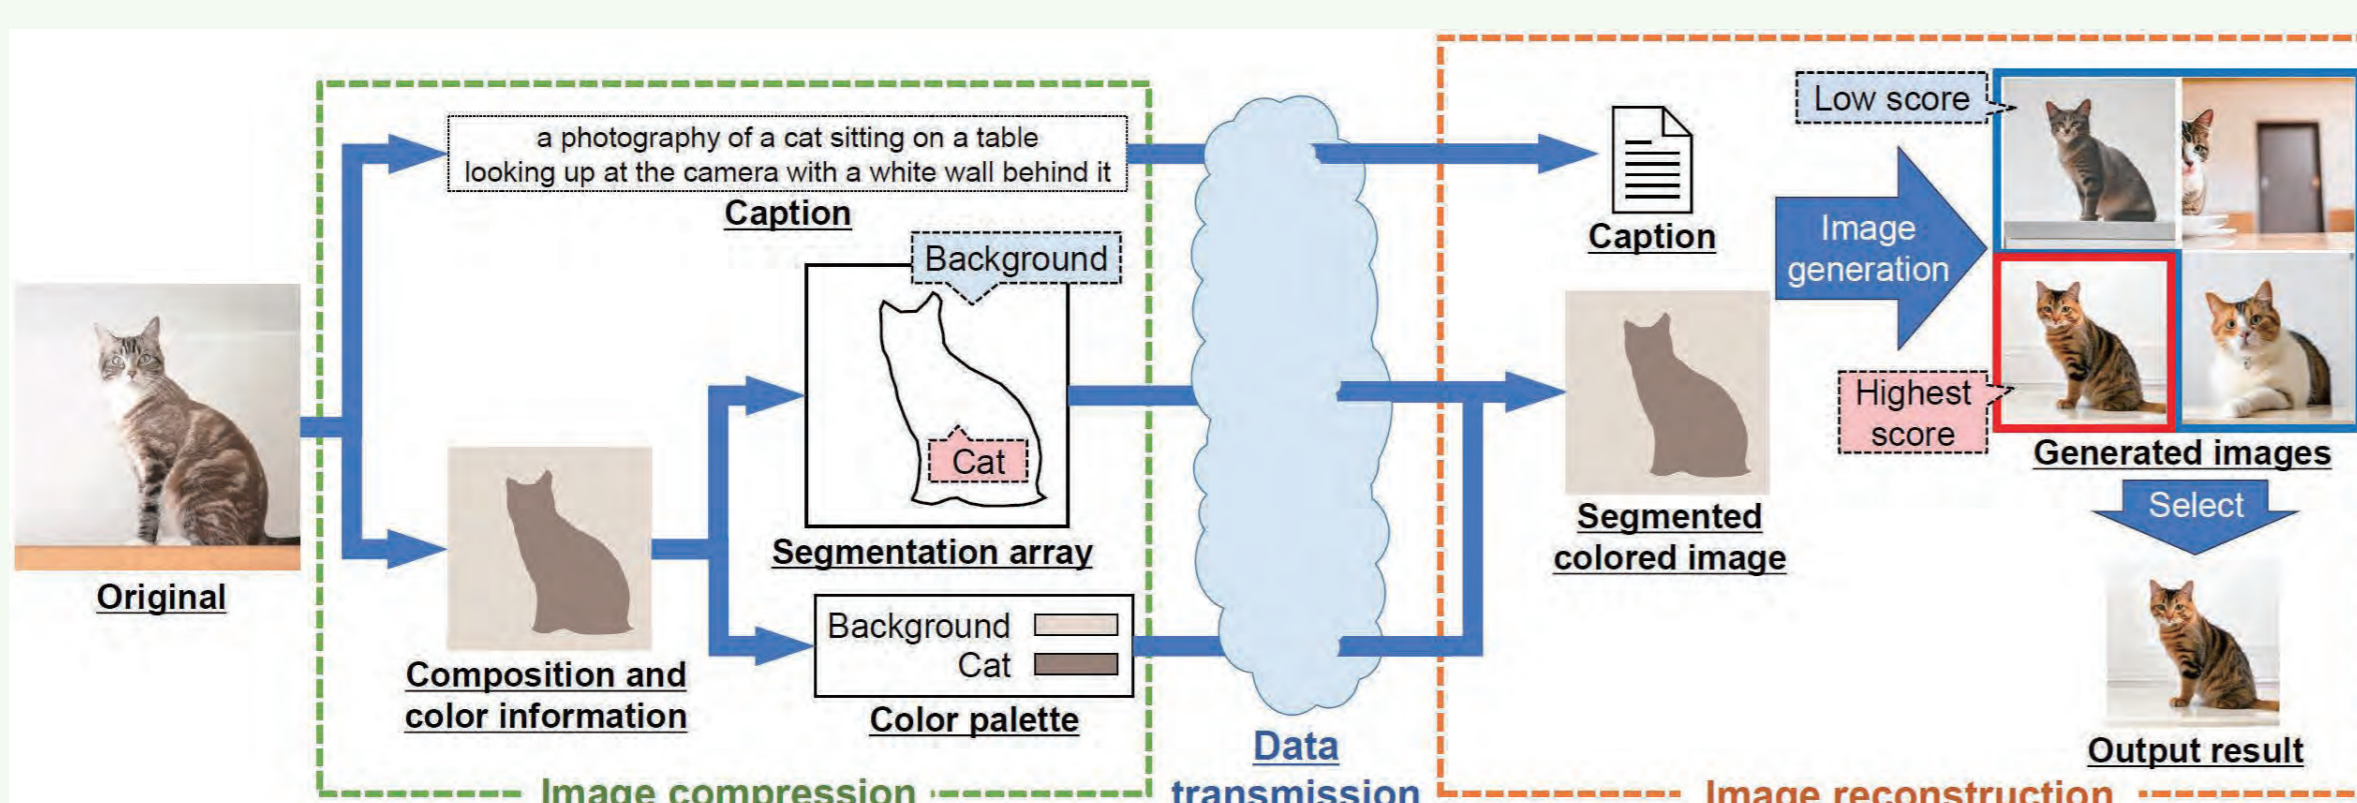 a photography of a cat sitting on a table
looking up at the camera with a white wall behind it
Caption
Background
Cat
Segmentation array
Original
Composition and
color information
Background
Cat
Color palette
Image compression
Data
transmission
Caption
Segmented
colored image
Image
generation
Low score
Highest
score
Generated images
Select
Output result
Image reconstruction